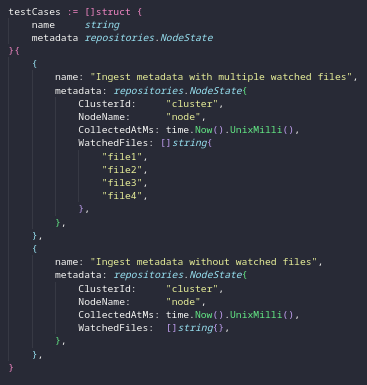 testCases := []struct {
    name     string
    metadata repositories.NodeState
}{
    {
        name: "Ingest metadata with multiple watched files",
        metadata: repositories.NodeState{
            ClusterId:     "cluster",
            NodeName:      "node",
            CollectedAtMs: time.Now().UnixMilli(),
            WatchedFiles: []string{
                "file1",
                "file2",
                "file3",
                "file4",
            },
        },
    },
    {
        name: "Ingest metadata without watched files",
        metadata: repositories.NodeState{
            ClusterId:     "cluster",
            NodeName:      "node",
            CollectedAtMs: time.Now().UnixMilli(),
            WatchedFiles:  []string{},
        },
    },
}